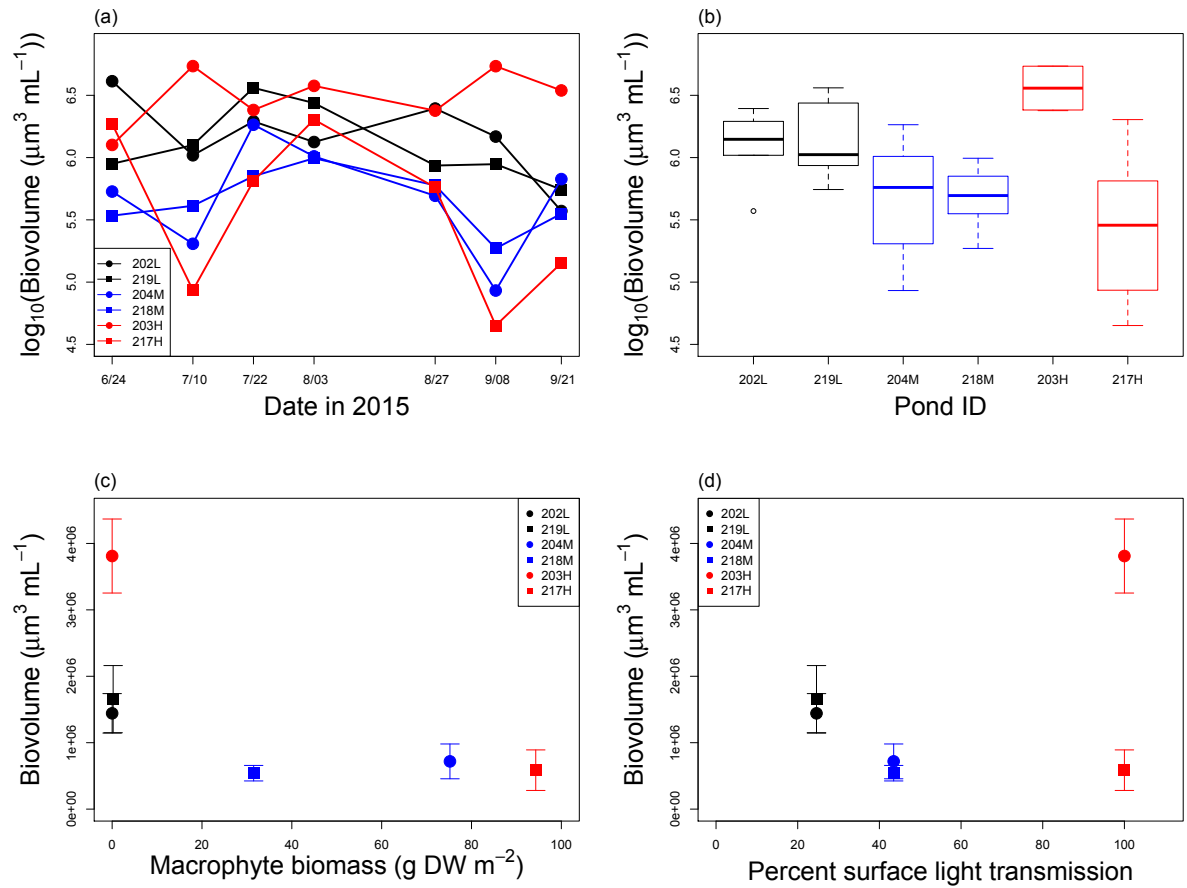 (a)
log₁₀(Biovolume (μm³ mL⁻¹))
6.5
6.0
5.5
5.0
4.5
202L
219L
204M
218M
203H
217H
6/24 7/10 7/22 8/03 8/27 9/08 9/21
Date in 2015
(b)
log₁₀(Biovolume (μm³ mL⁻¹))
6.5
6.0
5.5
5.0
4.5
202L 219L 204M 218M 203H 217H
Pond ID
(c)
Biovolume (μm³ mL⁻¹)
4e+06
3e+06
2e+06
1e+06
0e+00
202L
219L
204M
218M
203H
217H
0 20 40 60 80 100
Macrophyte biomass (g DW m⁻²)
(d)
Biovolume (μm³ mL⁻¹)
4e+06
3e+06
2e+06
1e+06
0e+00
202L
219L
204M
218M
203H
217H
0 20 40 60 80 100
Percent surface light transmission